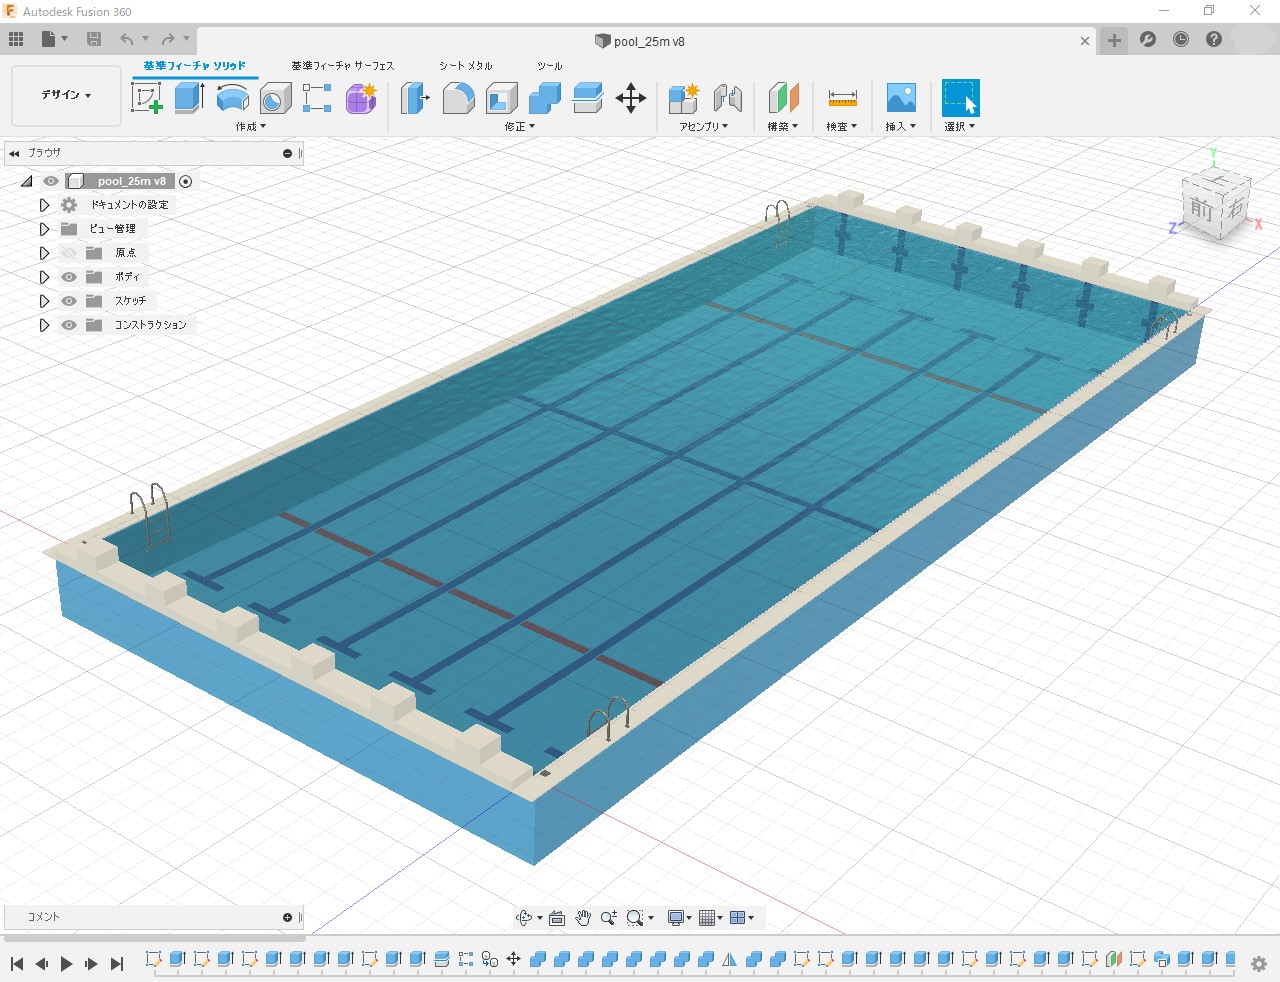 Autodesk Fusion 360
pool_25m v8
基準フィーチャ ソリッド
基準フィーチャ サーフェス
シート メタル
ツール
デザイン
作成
修正
アセンブリ
構築
検査
挿入
選択
ブラウザ
pool_25m v8
ドキュメントの設定
ビュー管理
原点
ボディ
スケッチ
コンストラクション
Y
上
前
右
Z
X
コメント